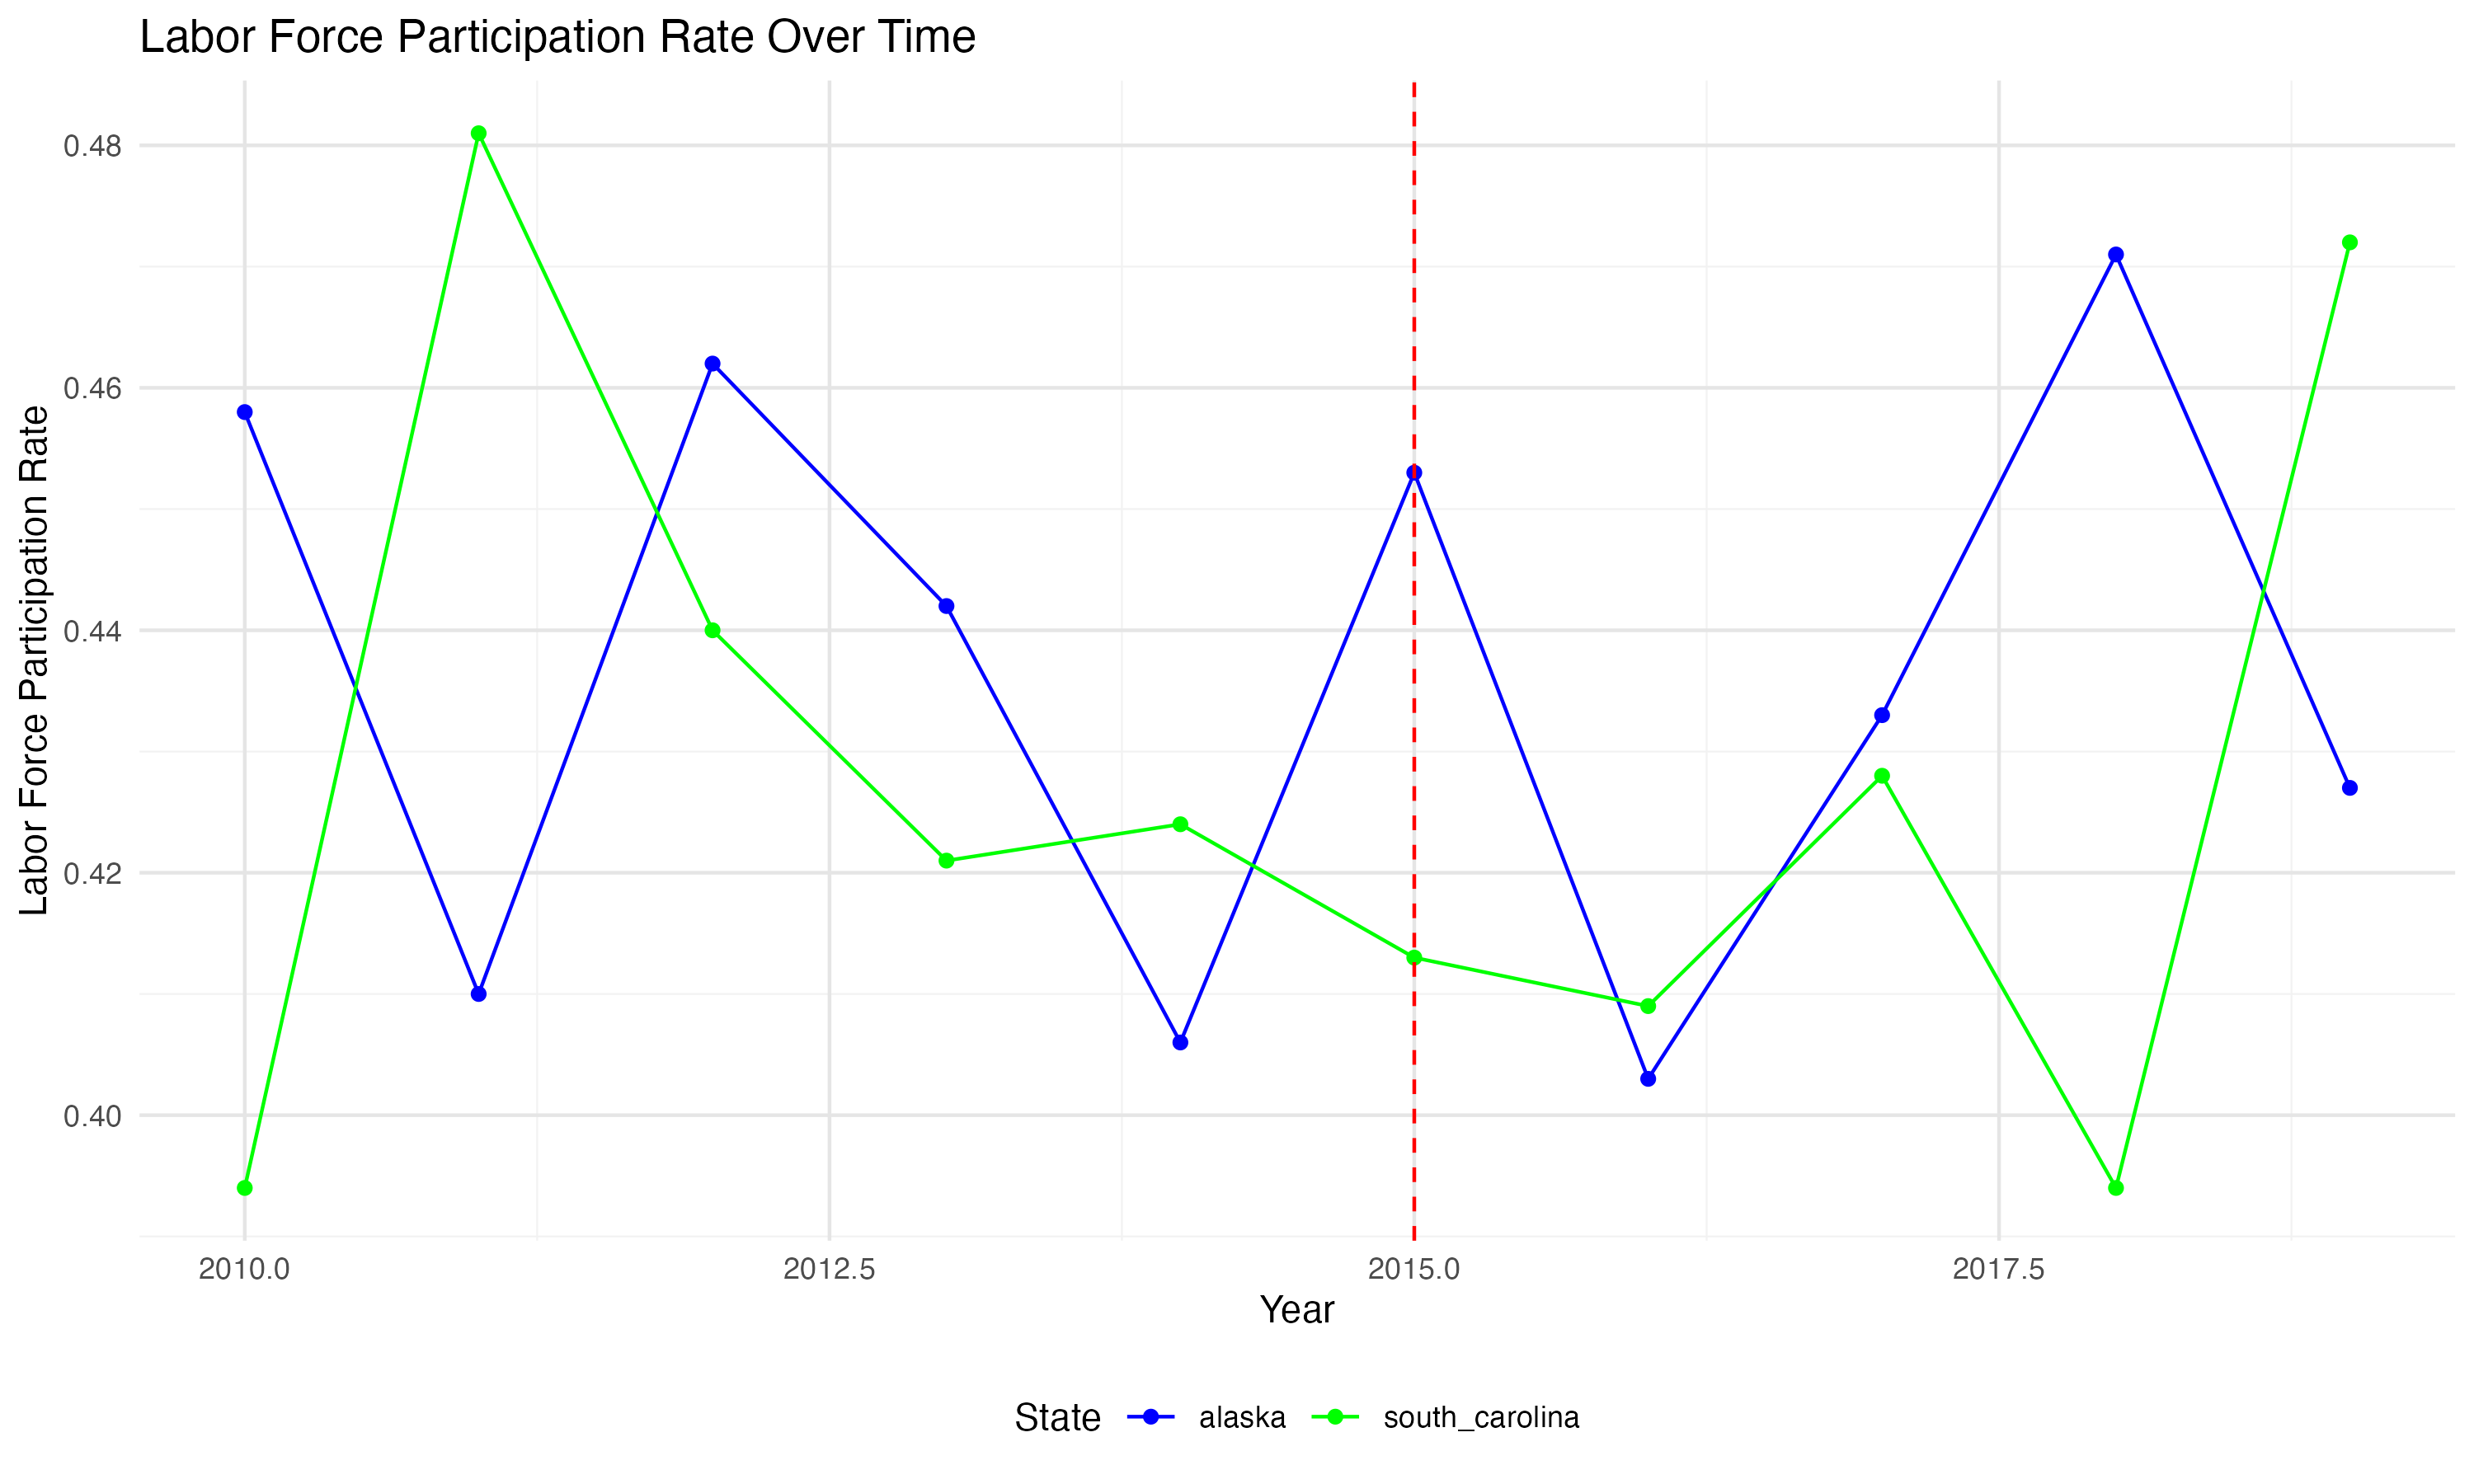 Labor Force Participation Rate Over Time
Labor Force Participation Rate
0.48
0.46
0.44
0.42
0.40
2010.0 2012.5 2015.0 2017.5
Year
State alaska south_carolina